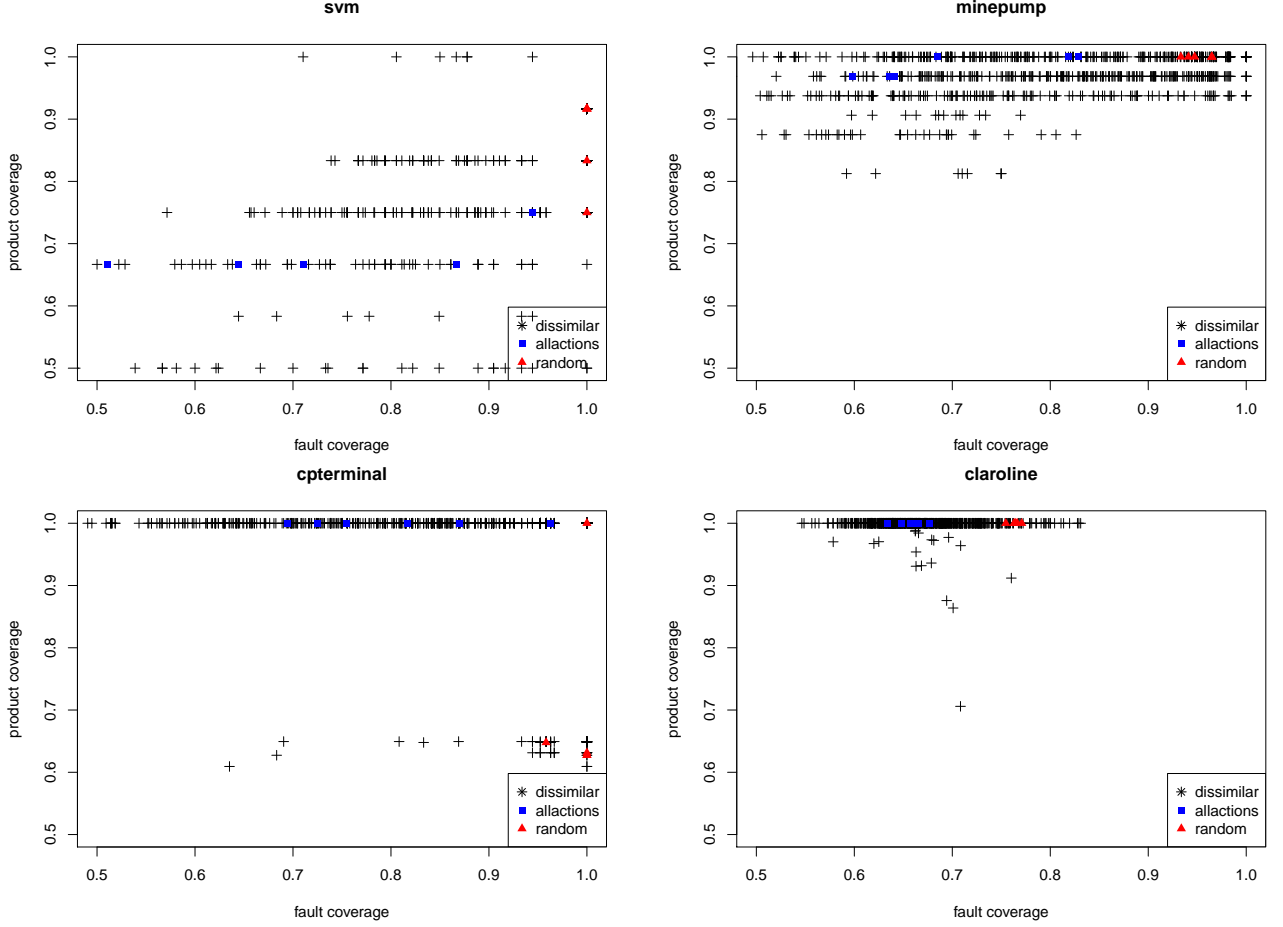 svm
product coverage
1.0
0.9
0.8
0.7
0.6
0.5
dissimilar
allactions
random
0.5 0.6 0.7 0.8 0.9 1.0
fault coverage
minepump
product coverage
1.0
0.9
0.8
0.7
0.6
0.5
dissimilar
allactions
random
0.5 0.6 0.7 0.8 0.9 1.0
fault coverage
cpterminal
product coverage
1.0
0.9
0.8
0.7
0.6
0.5
dissimilar
allactions
random
0.5 0.6 0.7 0.8 0.9 1.0
fault coverage
claroline
product coverage
1.0
0.9
0.8
0.7
0.6
0.5
dissimilar
allactions
random
0.5 0.6 0.7 0.8 0.9 1.0
fault coverage